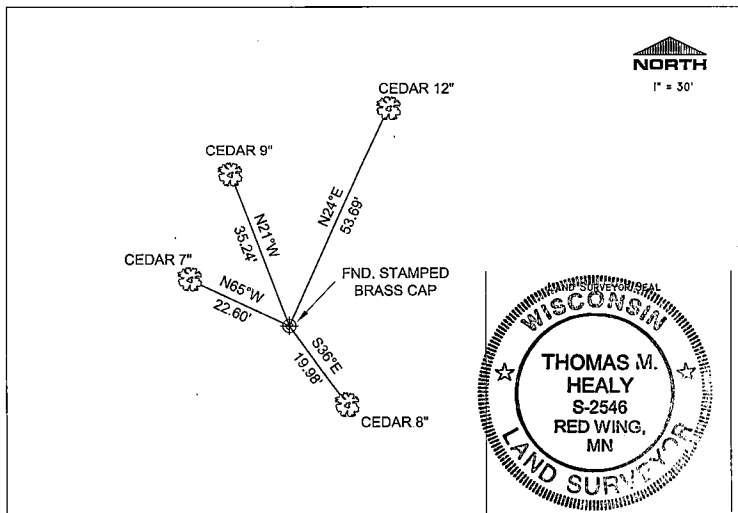 NORTH
1" = 30'
CEDAR 12"
CEDAR 9"
N24°E
53.69'
N21°W
35.24'
CEDAR 7"
N65°W
22.60'
FND. STAMPED
BRASS CAP
S36°E
19.98'
CEDAR 8"
LAND SURVEYOR SEAL
WISCONSIN
THOMAS M.
HEALY
S-2546
RED WING,
MN
LAND SURVEYOR